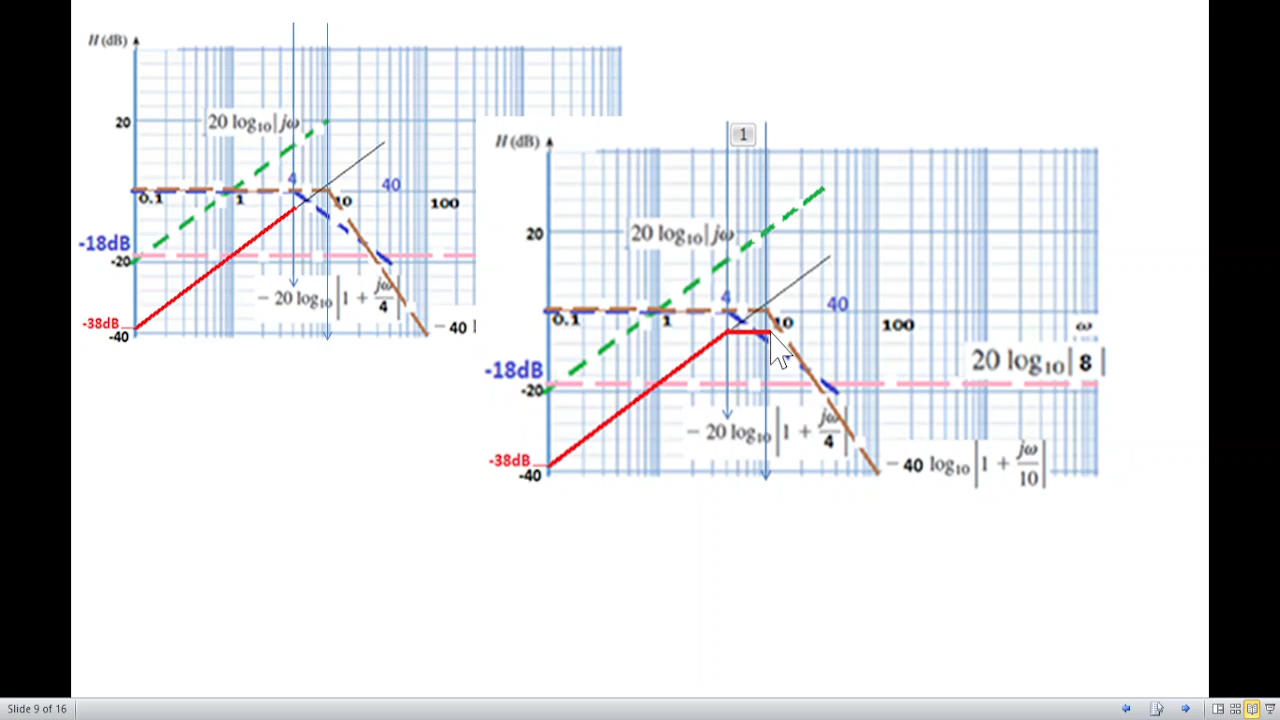 H (dB)
20
20 log₁₀|jω
4
40
0.1
1
10
100
-18dB
-20
− 20 log₁₀|1 + jω/4|
-38dB
-40
− 40 |
1
H (dB)
20
20 log₁₀|jω
4
40
0.1
1
10
100
ω
20 log₁₀| 8 |
-18dB
-20
− 20 log₁₀|1 + jω/4|
-38dB
-40
− 40 log₁₀|1 + jω/10|
Slide 9 of 16